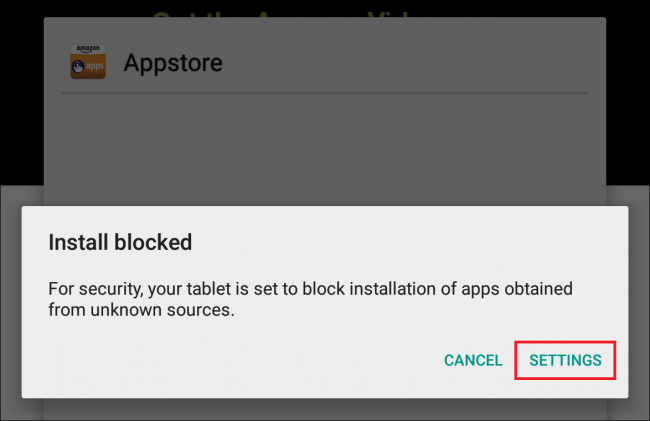 amazon
apps
Appstore
Install blocked
For security, your tablet is set to block installation of apps obtained
from unknown sources.
CANCEL SETTINGS